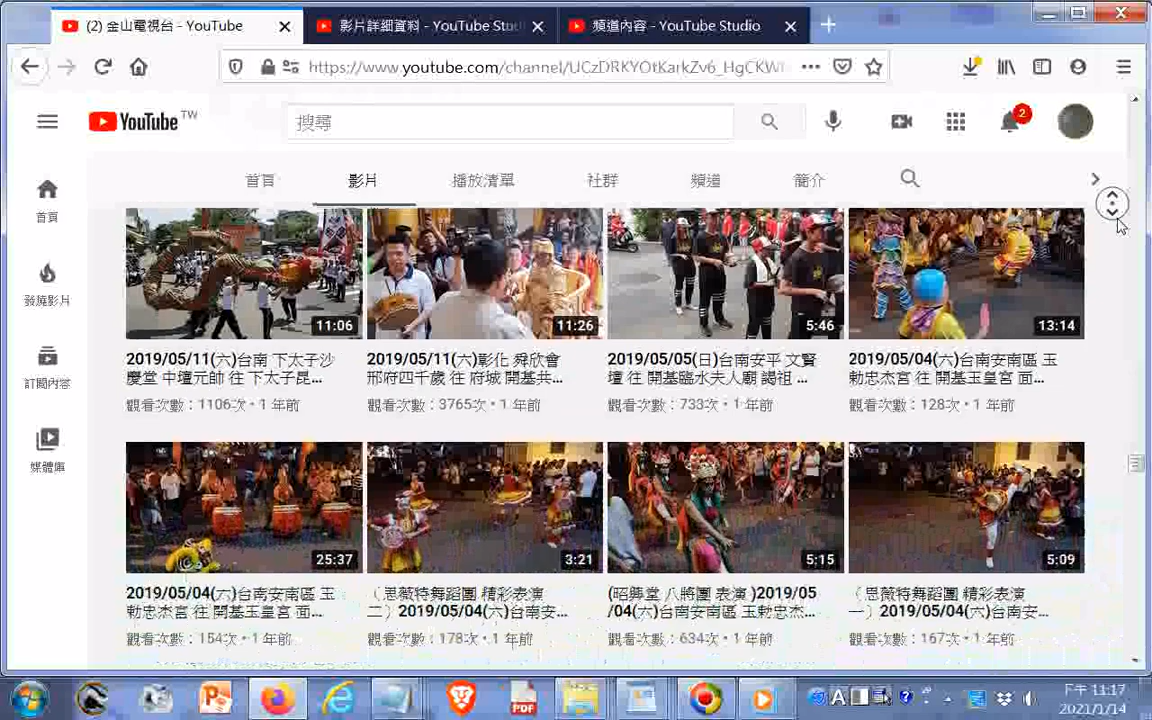 (2) 金山電視台 - YouTube
影片詳細資料 - YouTube Stu
頻道內容 - YouTube Studio
https://www.youtube.com/channel/UCzDRKYOtKarkZv6_HgCKW
YouTube TW
搜尋
2
首頁
影片
播放清單
社群
頻道
簡介
首頁
發燒影片
訂閱內容
媒體庫
11:06
11:26
5:46
13:14
2019/05/11(六)台南 下太子沙
慶堂 中壇元帥 往 下太子昆...
觀看次數：1106次 • 1 年前
2019/05/11(六)彰化 舜欣會
邢府四千歲 往 府城 開基共...
觀看次數：3765次 • 1 年前
2019/05/05(日)台南安平 文賢
壇 往 開基臨水夫人廟 謁祖 ...
觀看次數：733次 • 1 年前
2019/05/04(六)台南安南區 玉
勅忠杰宮 往 開基玉皇宮 面...
觀看次數：128次 • 1 年前
25:37
3:21
5:15
5:09
2019/05/04(六)台南安南區 玉
勅忠杰宮 往 開基玉皇宮 面...
觀看次數：154次 • 1 年前
（思薇特舞蹈團 精彩表演
二）2019/05/04(六)台南安...
觀看次數：178次 • 1 年前
(昭興堂 八將團 表演 )2019/05
/04(六)台南安南區 玉勅忠杰...
觀看次數：634次 • 1 年前
（思薇特舞蹈團 精彩表演
一）2019/05/04(六)台南安...
觀看次數：167次 • 1 年前
PDF
A
下午 11:17
2021/1/14